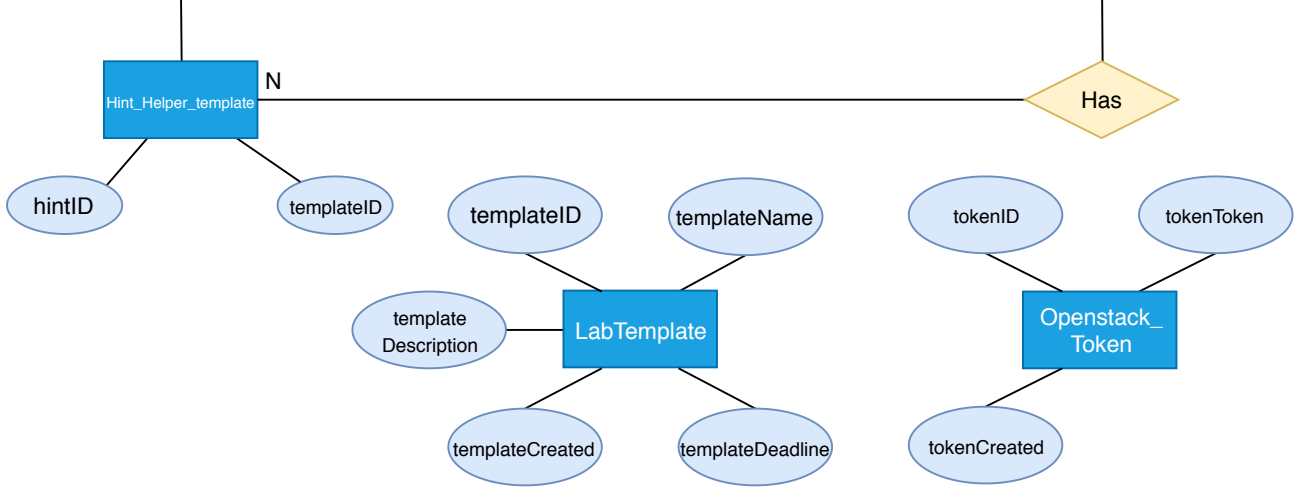 N
Hint_Helper_template
Has
hintID
templateID
templateID
templateName
tokenID
tokenToken
template
Description
LabTemplate
Openstack_
Token
templateCreated
templateDeadline
tokenCreated